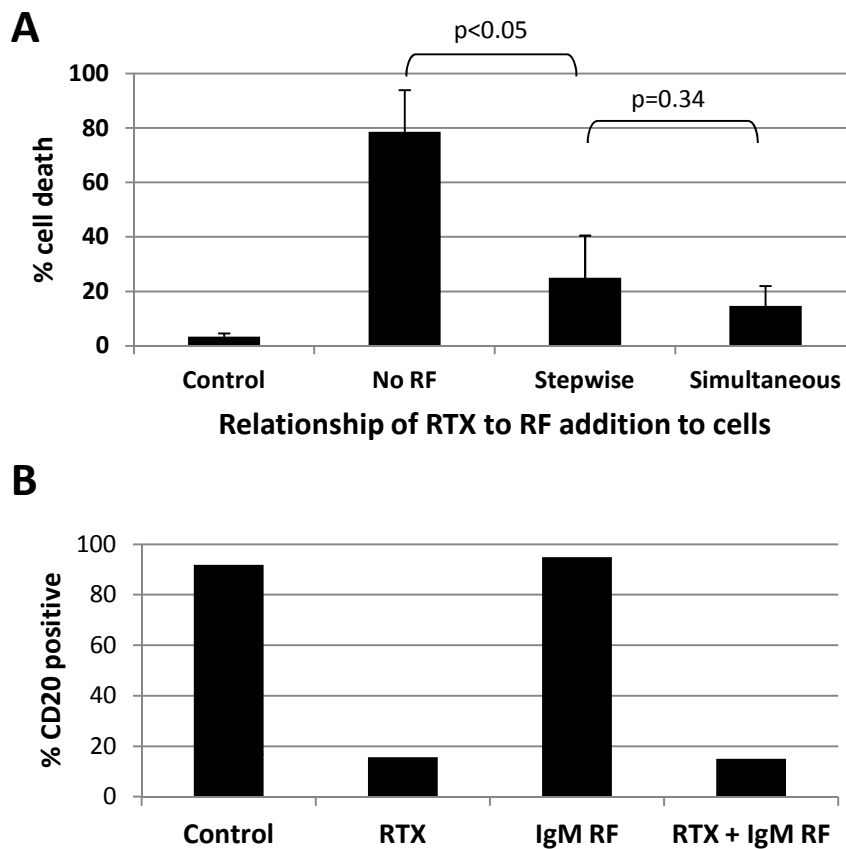 A
p<0.05
p=0.34
100
80
60
40
20
0
% cell death
Control No RF Stepwise Simultaneous
Relationship of RTX to RF addition to cells
B
100
80
60
40
20
0
% CD20 positive
Control RTX IgM RF RTX + IgM RF